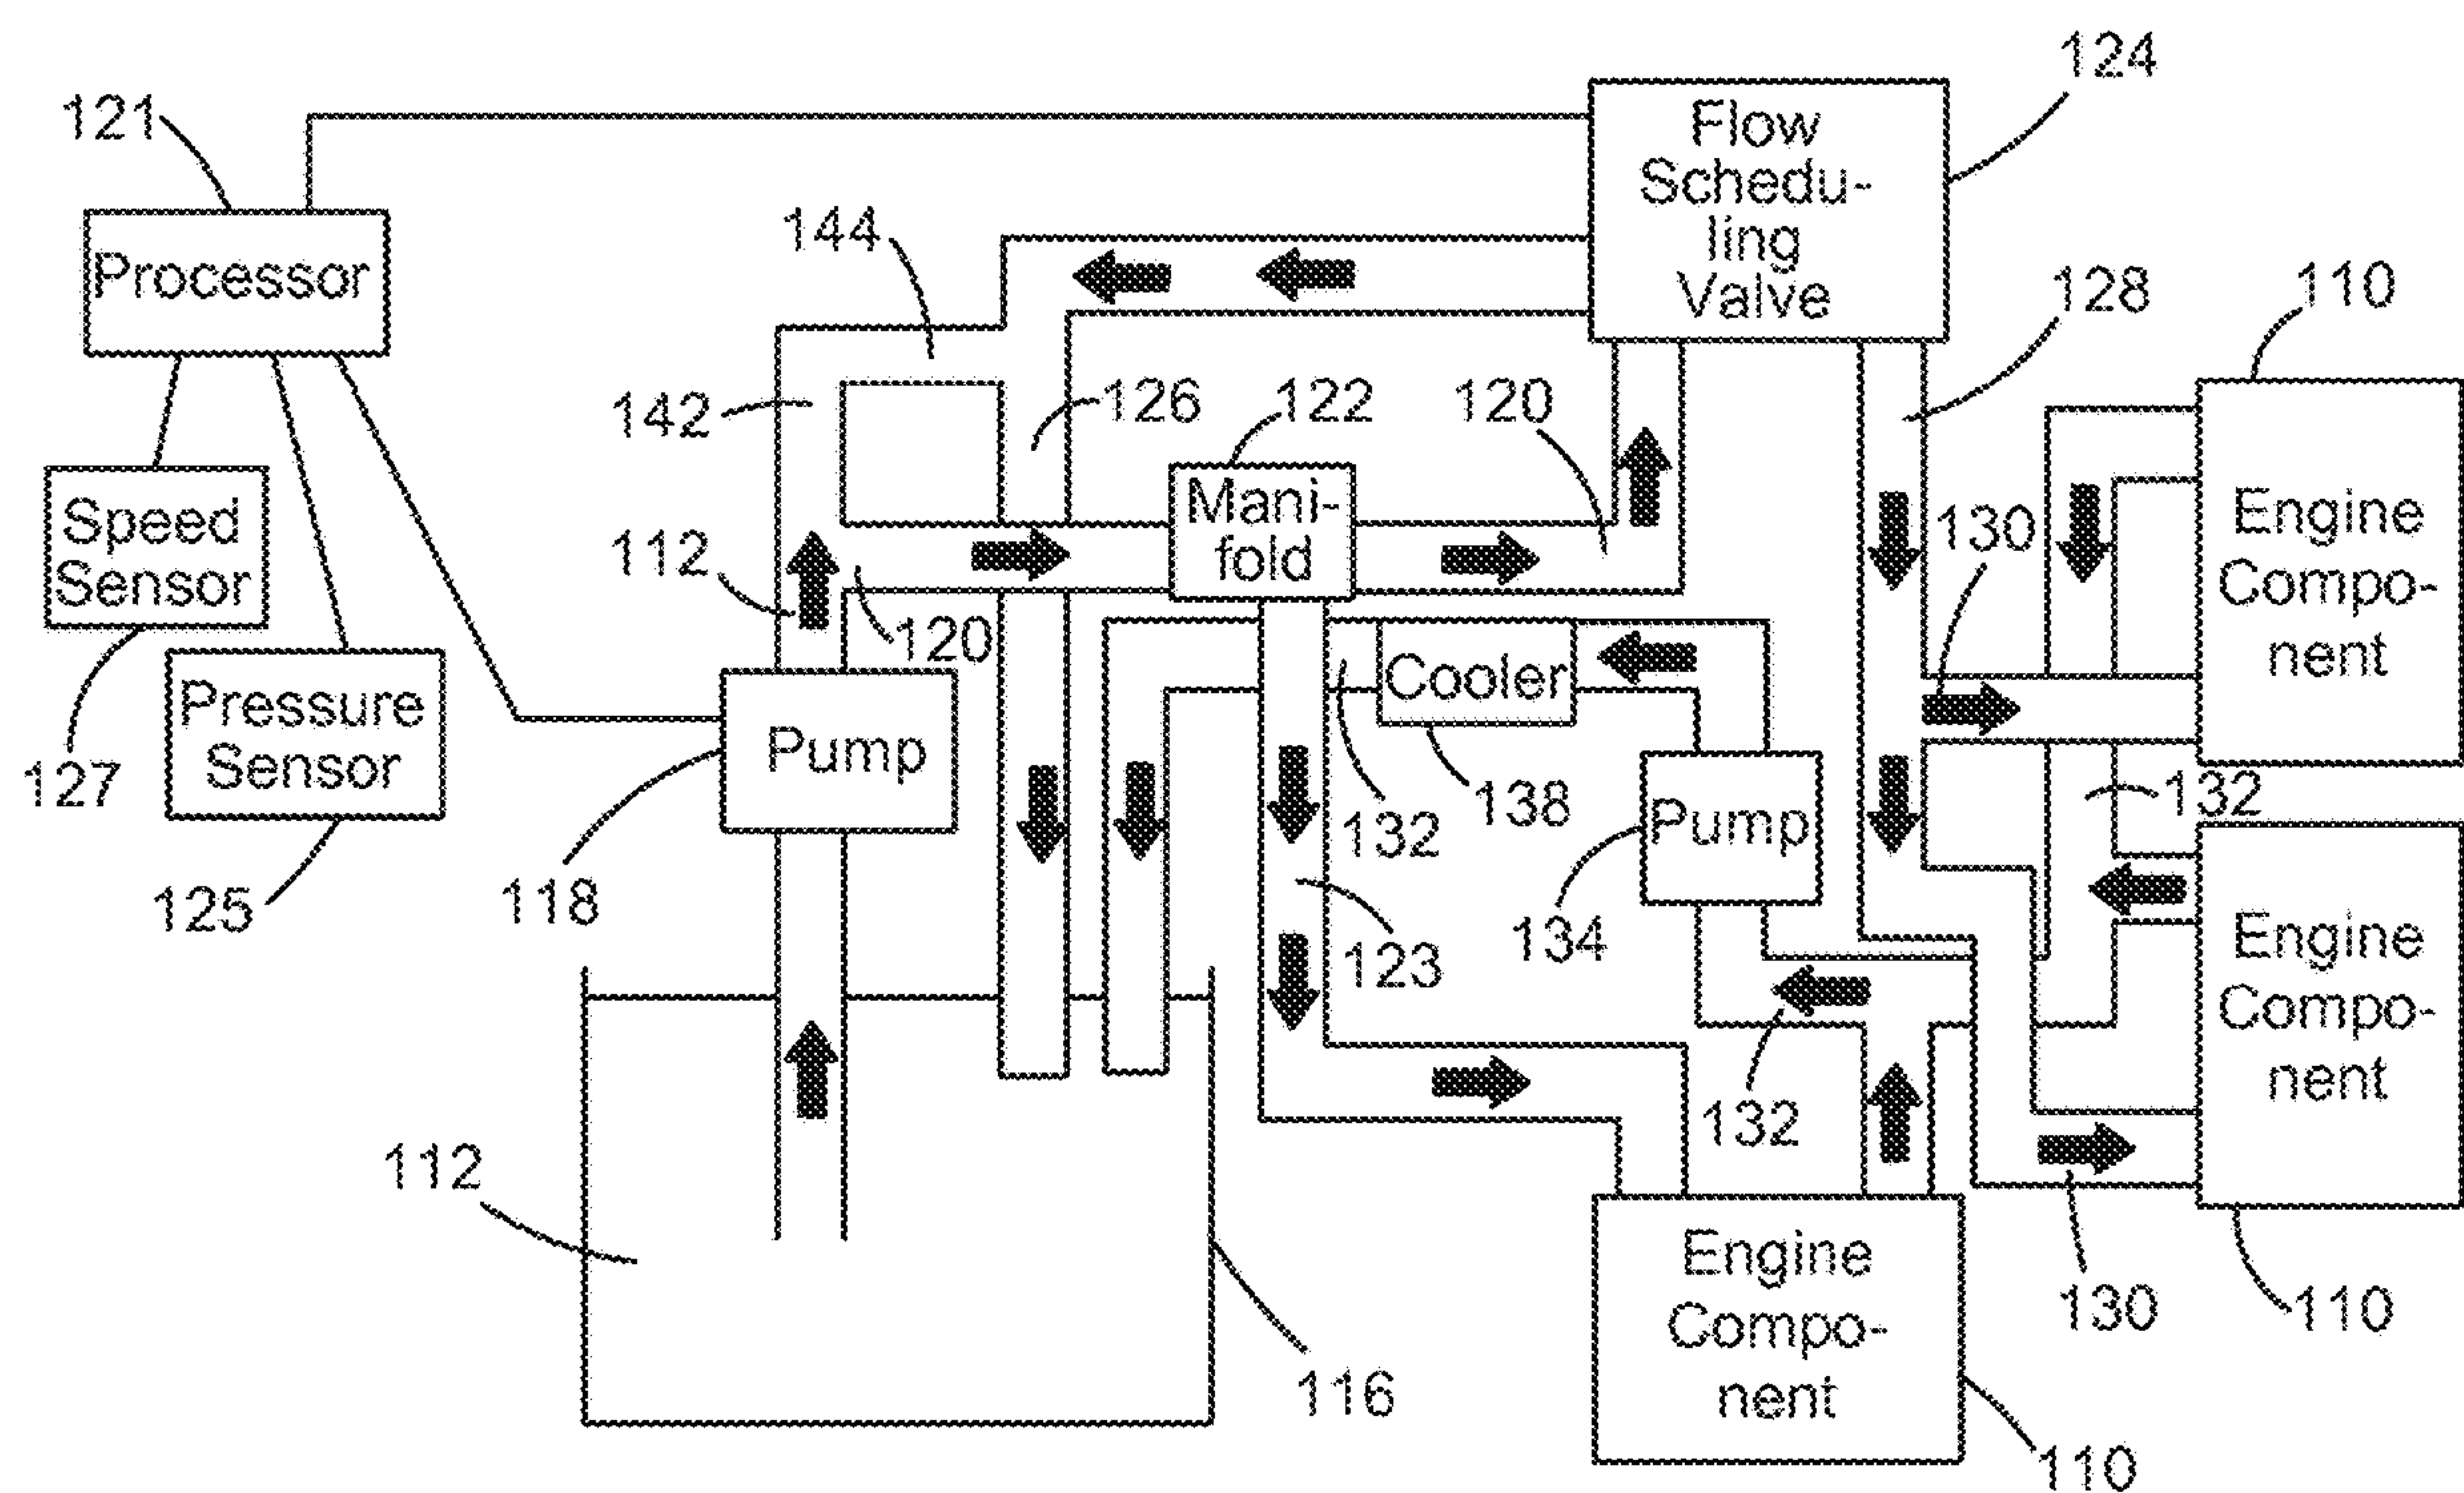 124
Flow
Schedu-
ling
Valve
121
Processor
144
128
110
142
126
122
120
Mani-
fold
130
Engine
Compo-
nent
Speed
Sensor
112
120
Pressure
Sensor
127
125
Pump
118
Cooler
132
138
Pump
134
132
123
Engine
Compo-
nent
132
112
130
110
116
Engine
Compo-
nent
110